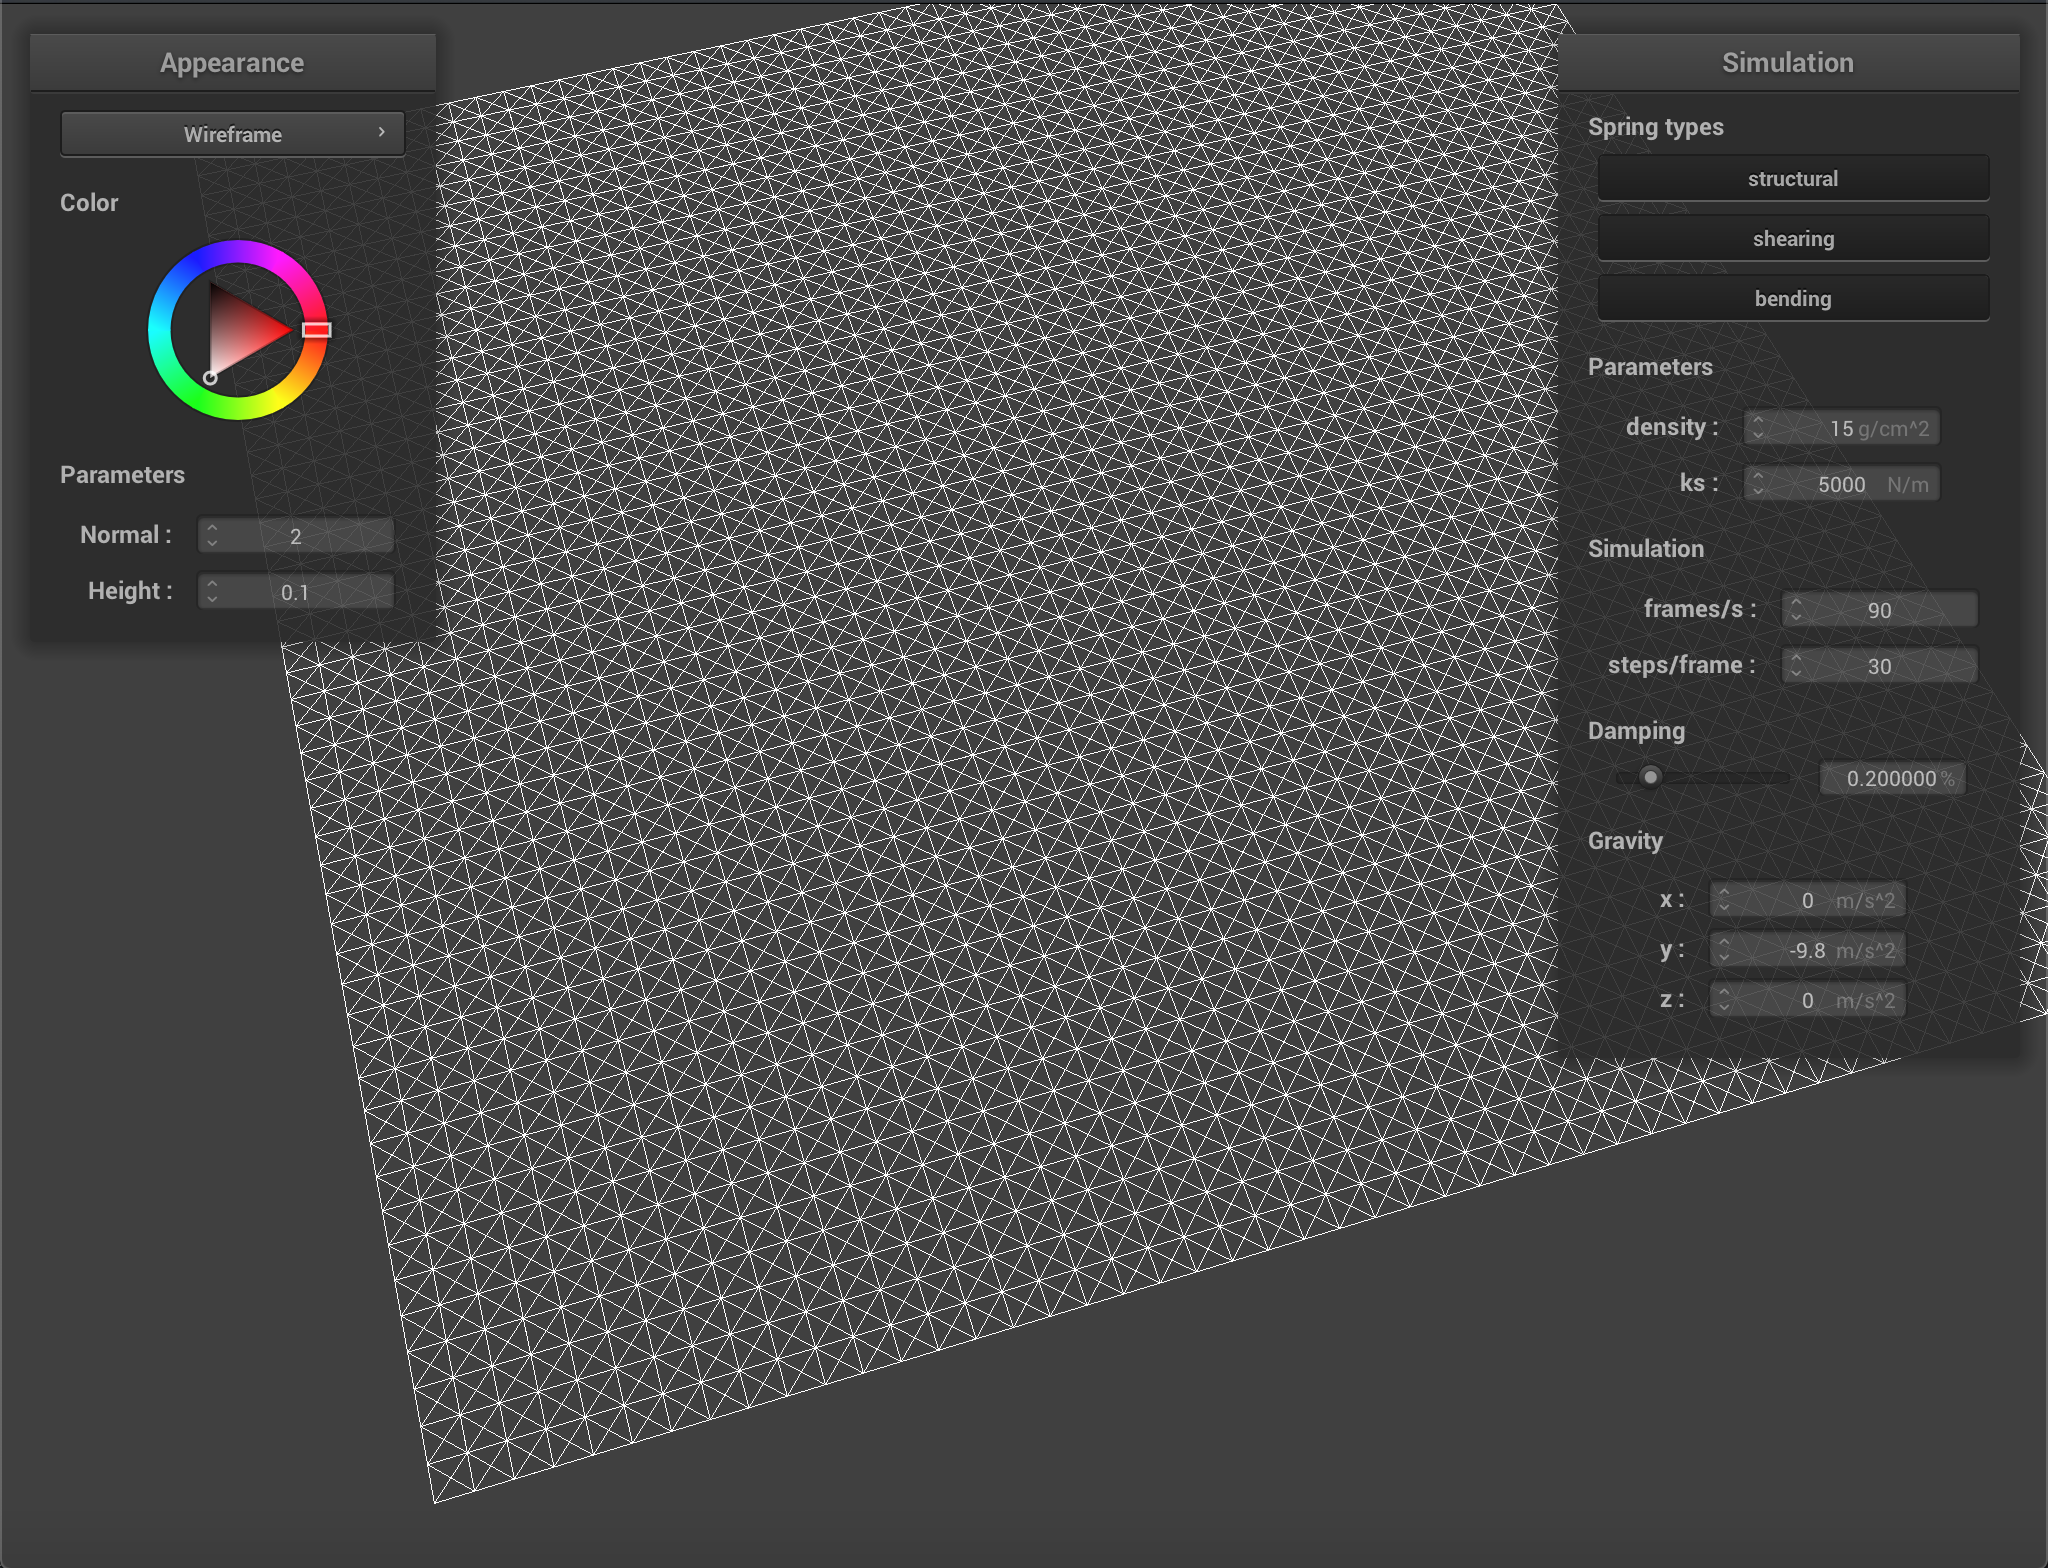 Appearance
Wireframe
Color
Parameters
Normal : 2
Height : 0.1
Simulation
Spring types
structural
shearing
bending
Parameters
density : 15 g/cm^2
ks : 5000 N/m
Simulation
frames/s : 90
steps/frame : 30
Damping
0.200000 %
Gravity
x : 0 m/s^2
y : -9.8 m/s^2
z : 0 m/s^2